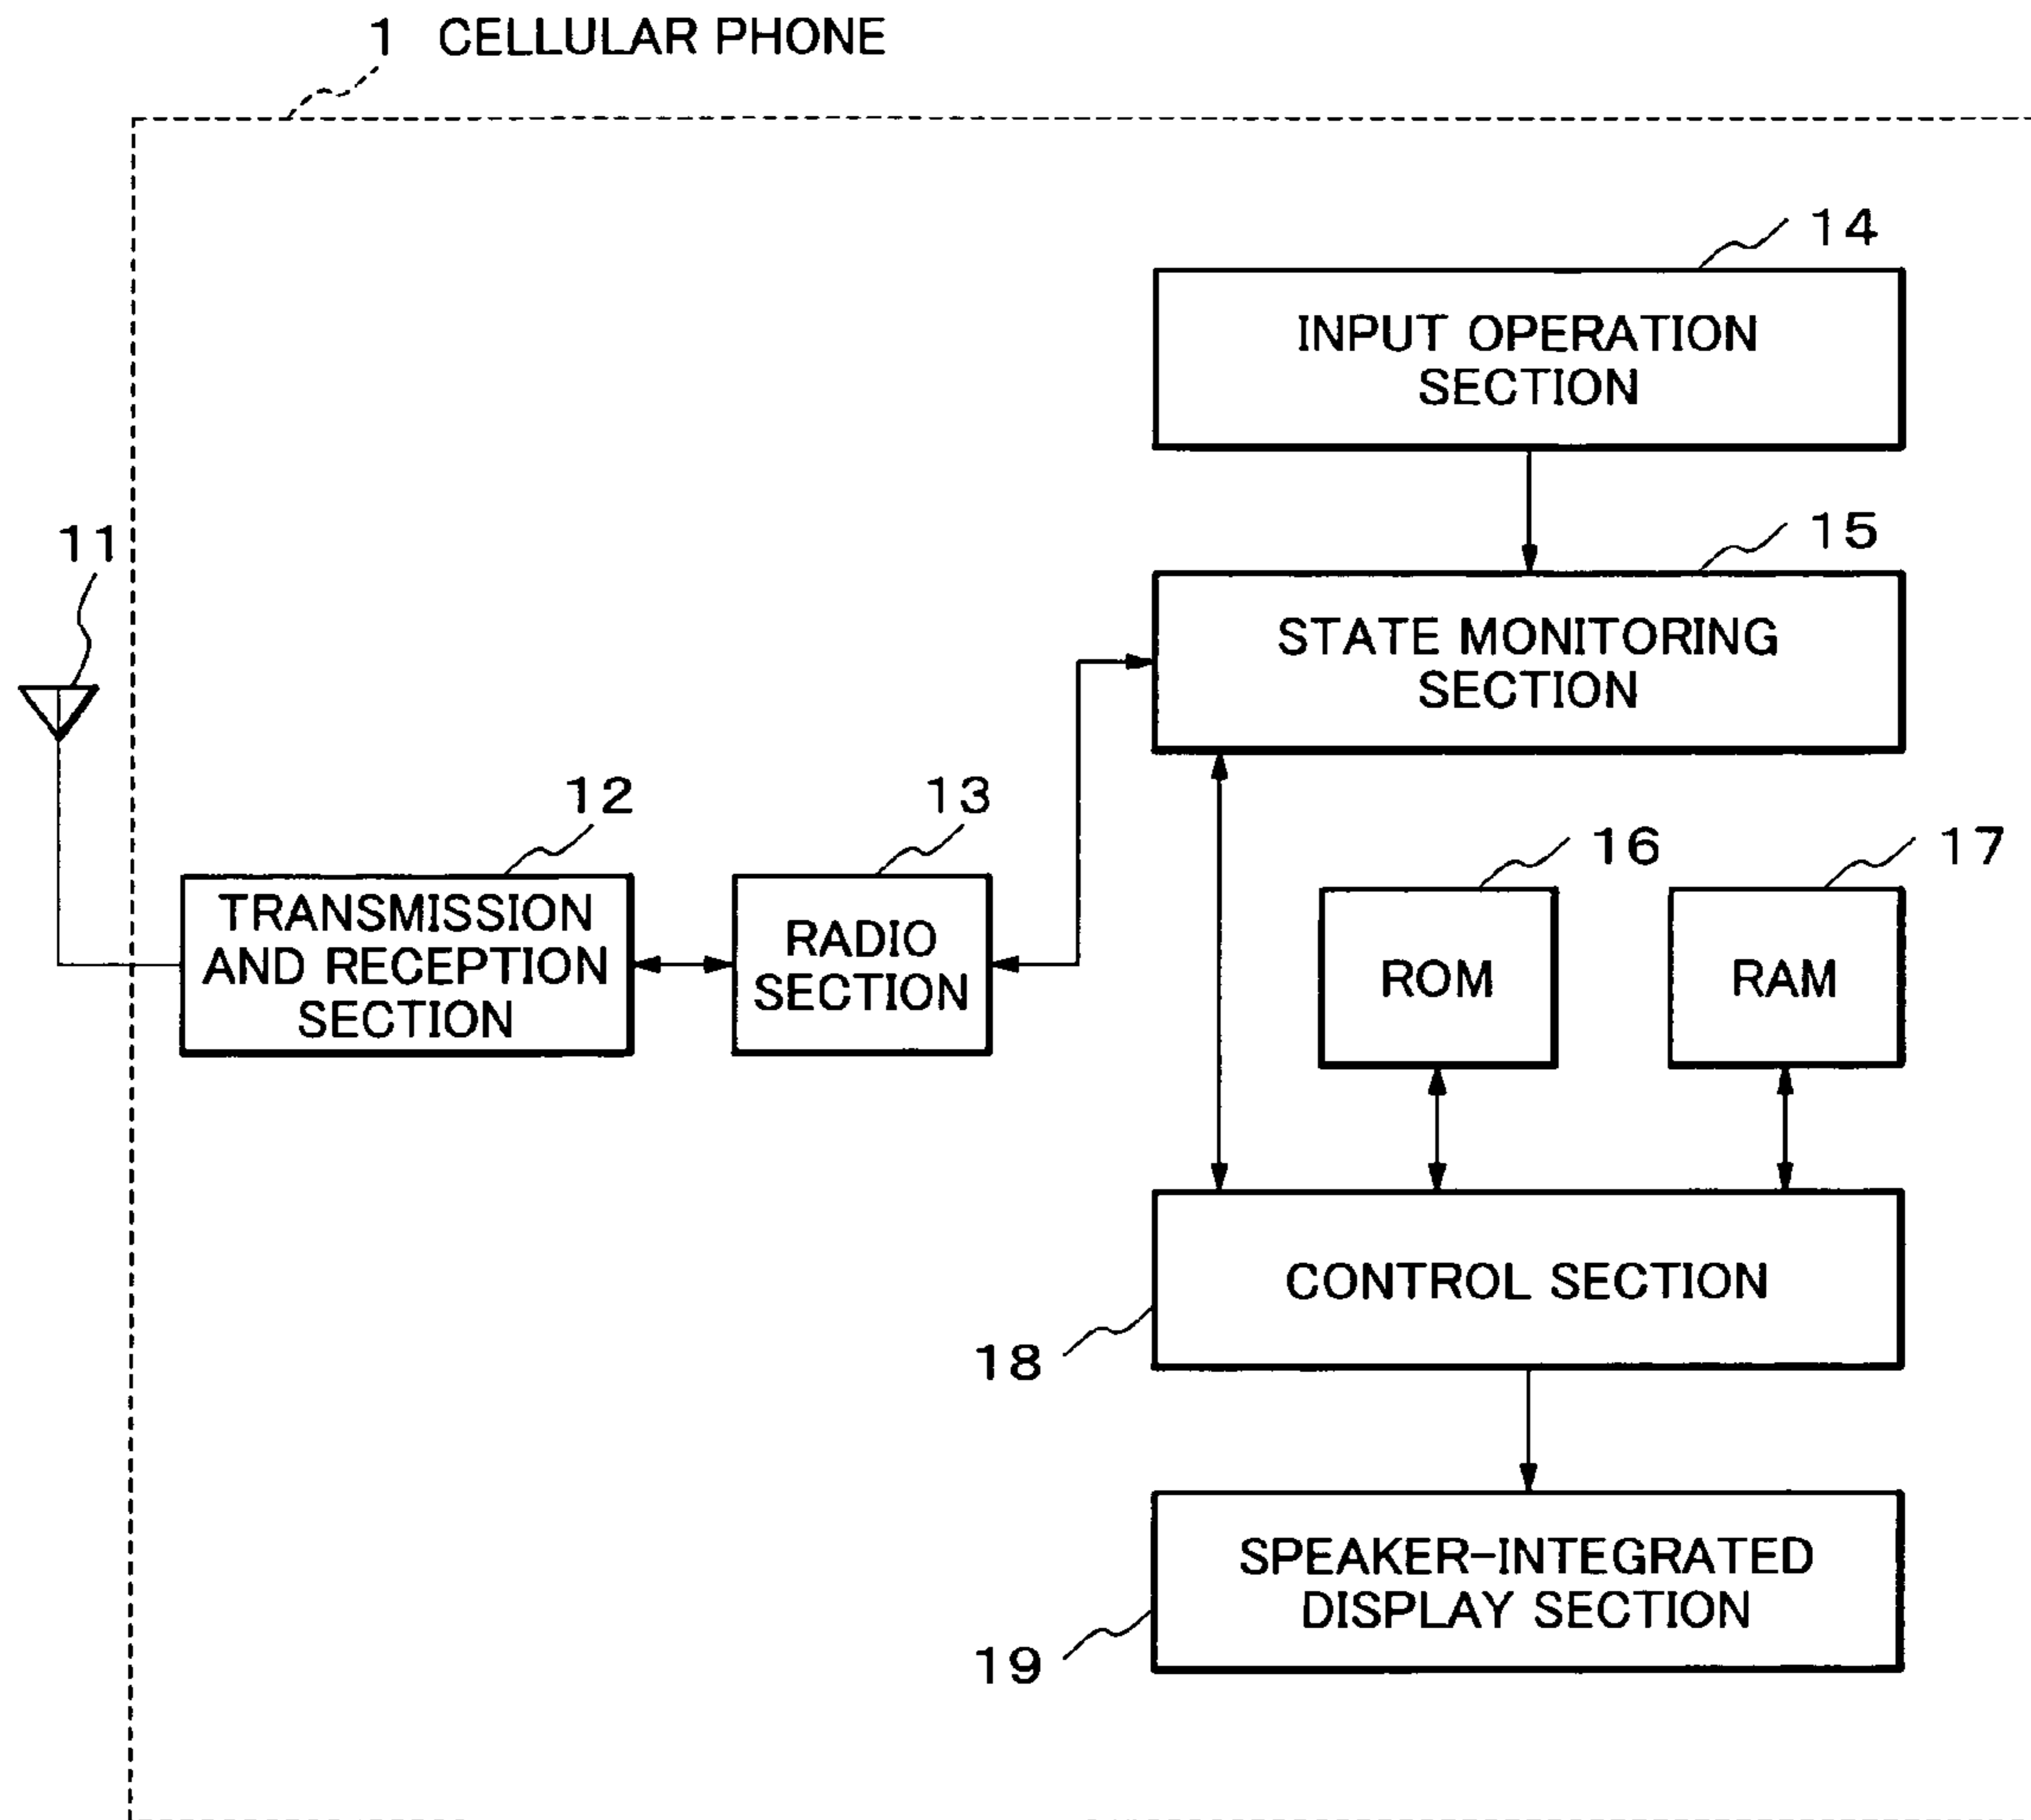 1 CELLULAR PHONE
14
INPUT OPERATION
SECTION
11
15
STATE MONITORING
SECTION
12
13
16
17
TRANSMISSION
AND RECEPTION
SECTION
RADIO
SECTION
ROM
RAM
CONTROL SECTION
18
SPEAKER-INTEGRATED
DISPLAY SECTION
19